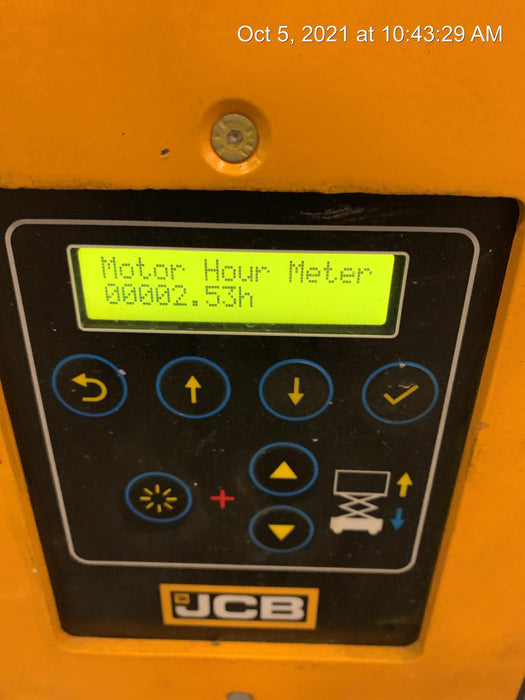 Oct 5, 2021 at 10:43:29 AM
Motor Hour Meter
00002.53h
JCB